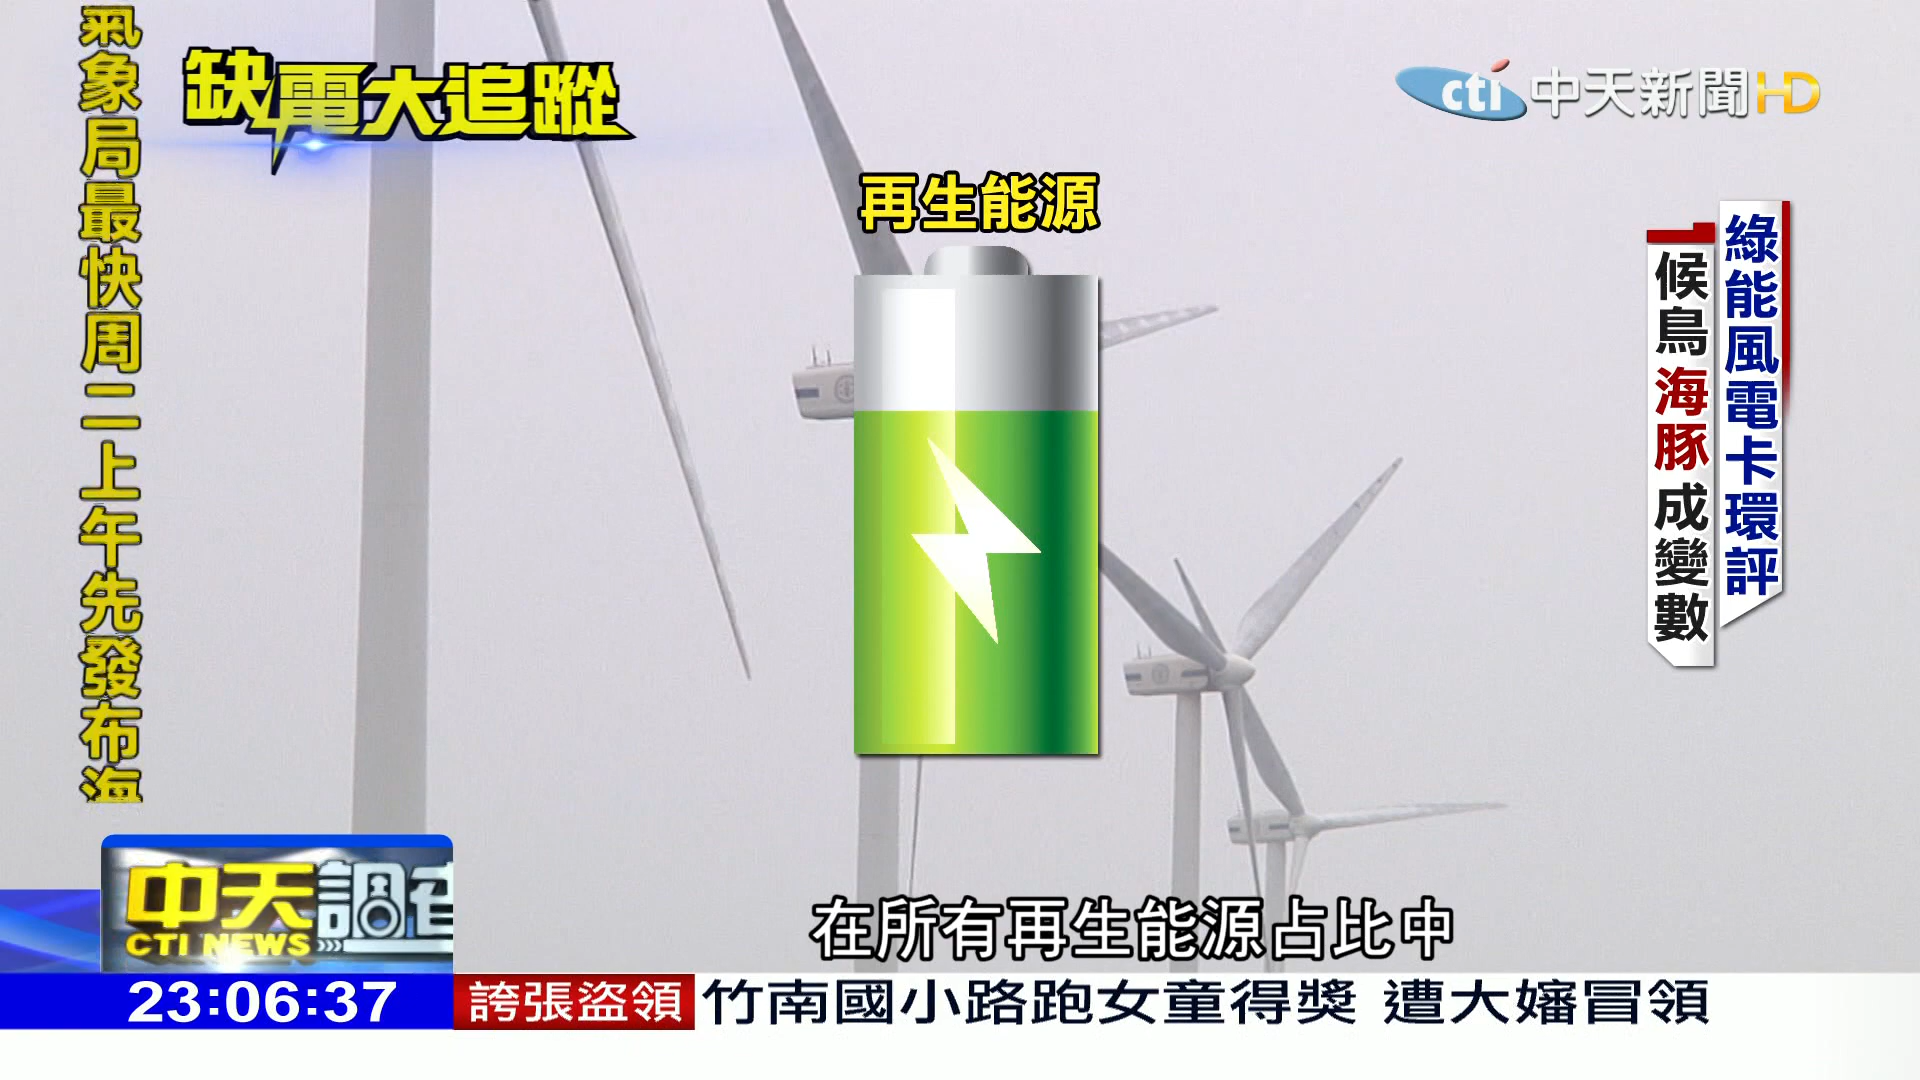 氣象局最快周二上午先發布海
缺電大追蹤
cti 中天新聞HD
再生能源
綠能風電卡環評
候鳥海豚成變數
在所有再生能源占比中
中天調查
CTI NEWS
23:06:37
誇張盜領
竹南國小路跑女童得獎 遭大嬸冒領